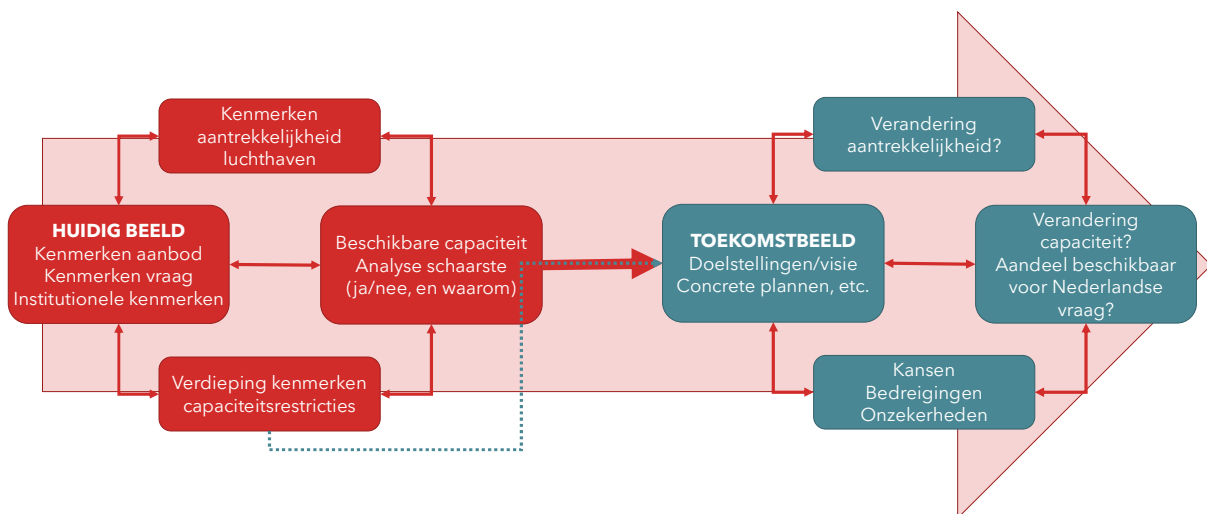 Kenmerken
aantrekkelijkheid
luchthaven
HUIDIG BEELD
Kenmerken aanbod
Kenmerken vraag
Institutionele kenmerken
Beschikbare capaciteit
Analyse schaarste
(ja/nee, en waarom)
Verdieping kenmerken
capaciteitsrestricties
Verandering
aantrekkelijkheid?
TOEKOMSTBEELD
Doelstellingen/visie
Concrete plannen, etc.
Verandering
capaciteit?
Aandeel beschikbaar
voor Nederlandse
vraag?
Kansen
Bedreigingen
Onzekerheden